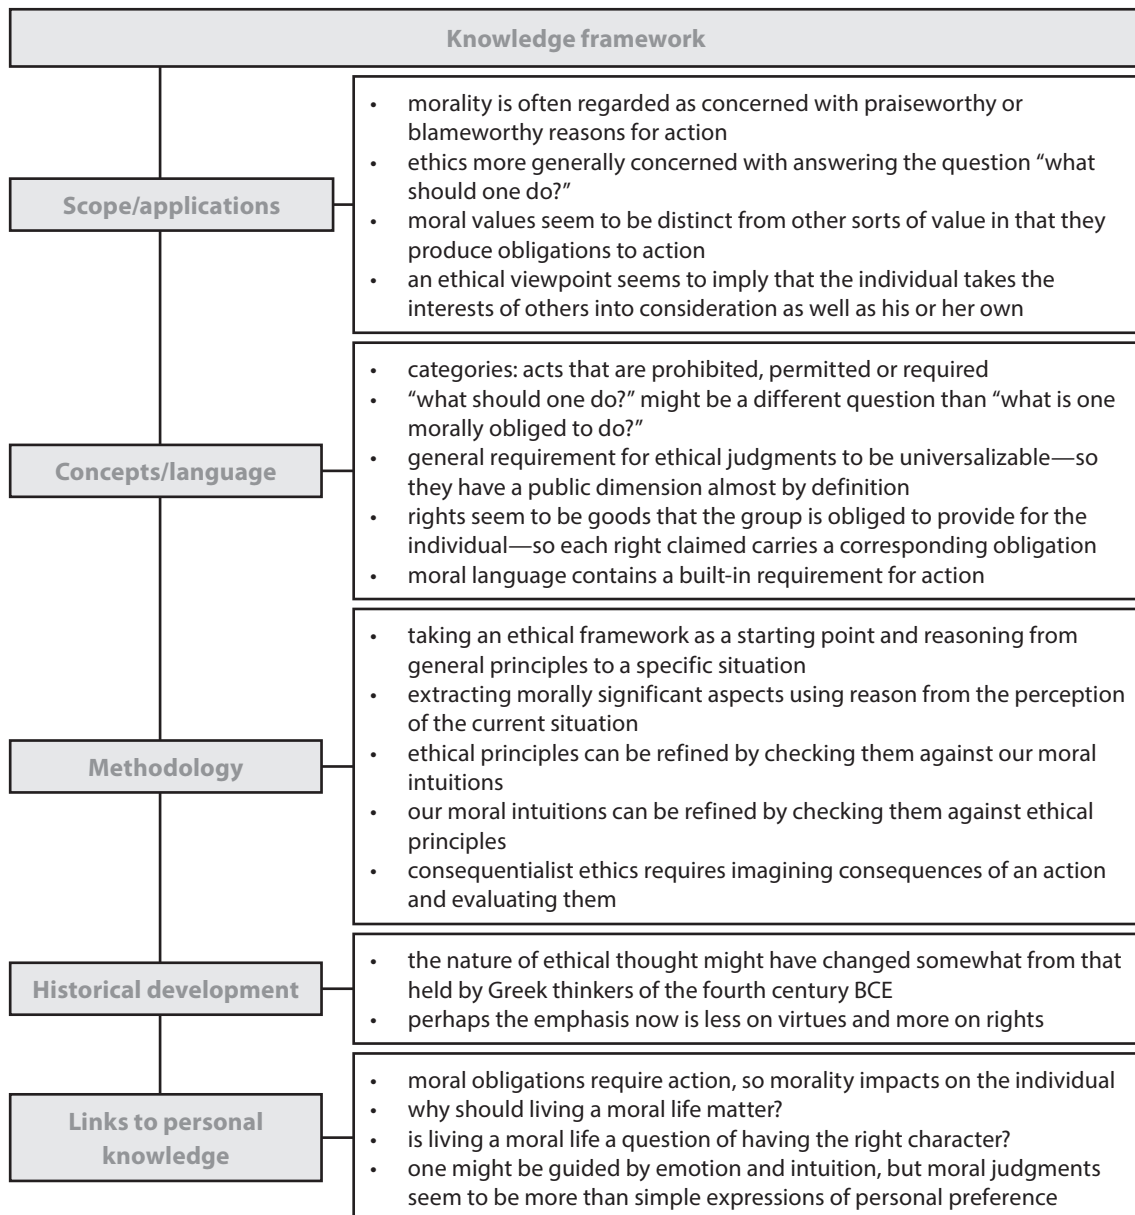 Knowledge framework
Scope/applications
• morality is often regarded as concerned with praiseworthy or
blameworthy reasons for action
• ethics more generally concerned with answering the question “what
should one do?”
• moral values seem to be distinct from other sorts of value in that they
produce obligations to action
• an ethical viewpoint seems to imply that the individual takes the
interests of others into consideration as well as his or her own
Concepts/language
• categories: acts that are prohibited, permitted or required
• “what should one do?” might be a different question than “what is one
morally obliged to do?”
• general requirement for ethical judgments to be universalizable—so
they have a public dimension almost by definition
• rights seem to be goods that the group is obliged to provide for the
individual—so each right claimed carries a corresponding obligation
• moral language contains a built-in requirement for action
Methodology
• taking an ethical framework as a starting point and reasoning from
general principles to a specific situation
• extracting morally significant aspects using reason from the perception
of the current situation
• ethical principles can be refined by checking them against our moral
intuitions
• our moral intuitions can be refined by checking them against ethical
principles
• consequentialist ethics requires imagining consequences of an action
and evaluating them
Historical development
• the nature of ethical thought might have changed somewhat from that
held by Greek thinkers of the fourth century BCE
• perhaps the emphasis now is less on virtues and more on rights
Links to personal
knowledge
• moral obligations require action, so morality impacts on the individual
• why should living a moral life matter?
• is living a moral life a question of having the right character?
• one might be guided by emotion and intuition, but moral judgments
seem to be more than simple expressions of personal preference